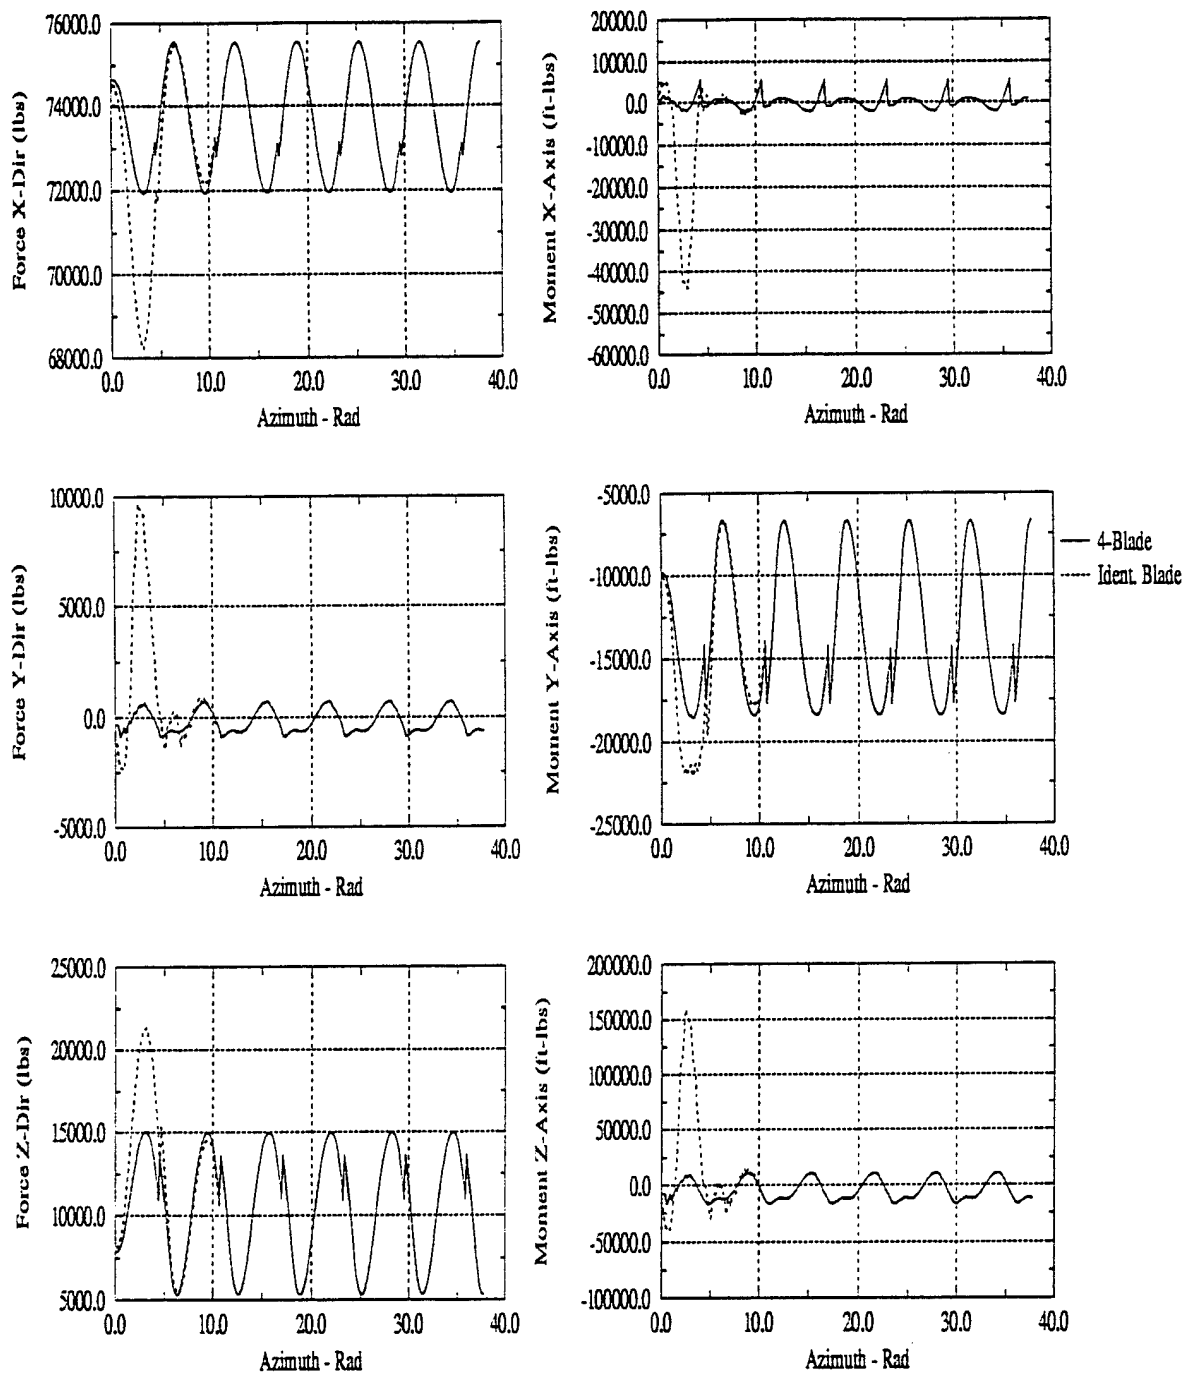 Force X-Dir (lbs)
76000.0
74000.0
72000.0
70000.0
68000.0
0.0 10.0 20.0 30.0 40.0
Azimuth - Rad
Moment X-Axis (ft-lbs)
20000.0
10000.0
0.0
-10000.0
-20000.0
-30000.0
-40000.0
-50000.0
-60000.0
0.0 10.0 20.0 30.0 40.0
Azimuth - Rad
Force Y-Dir (lbs)
10000.0
5000.0
0.0
-5000.0
0.0 10.0 20.0 30.0 40.0
Azimuth - Rad
Moment Y-Axis (ft-lbs)
-5000.0
-10000.0
-15000.0
-20000.0
-25000.0
0.0 10.0 20.0 30.0 40.0
Azimuth - Rad
4-Blade
Ident. Blade
Force Z-Dir (lbs)
25000.0
20000.0
15000.0
10000.0
5000.0
0.0 10.0 20.0 30.0 40.0
Azimuth - Rad
Moment Z-Axis (ft-lbs)
200000.0
150000.0
100000.0
50000.0
0.0
-50000.0
-100000.0
0.0 10.0 20.0 30.0 40.0
Azimuth - Rad